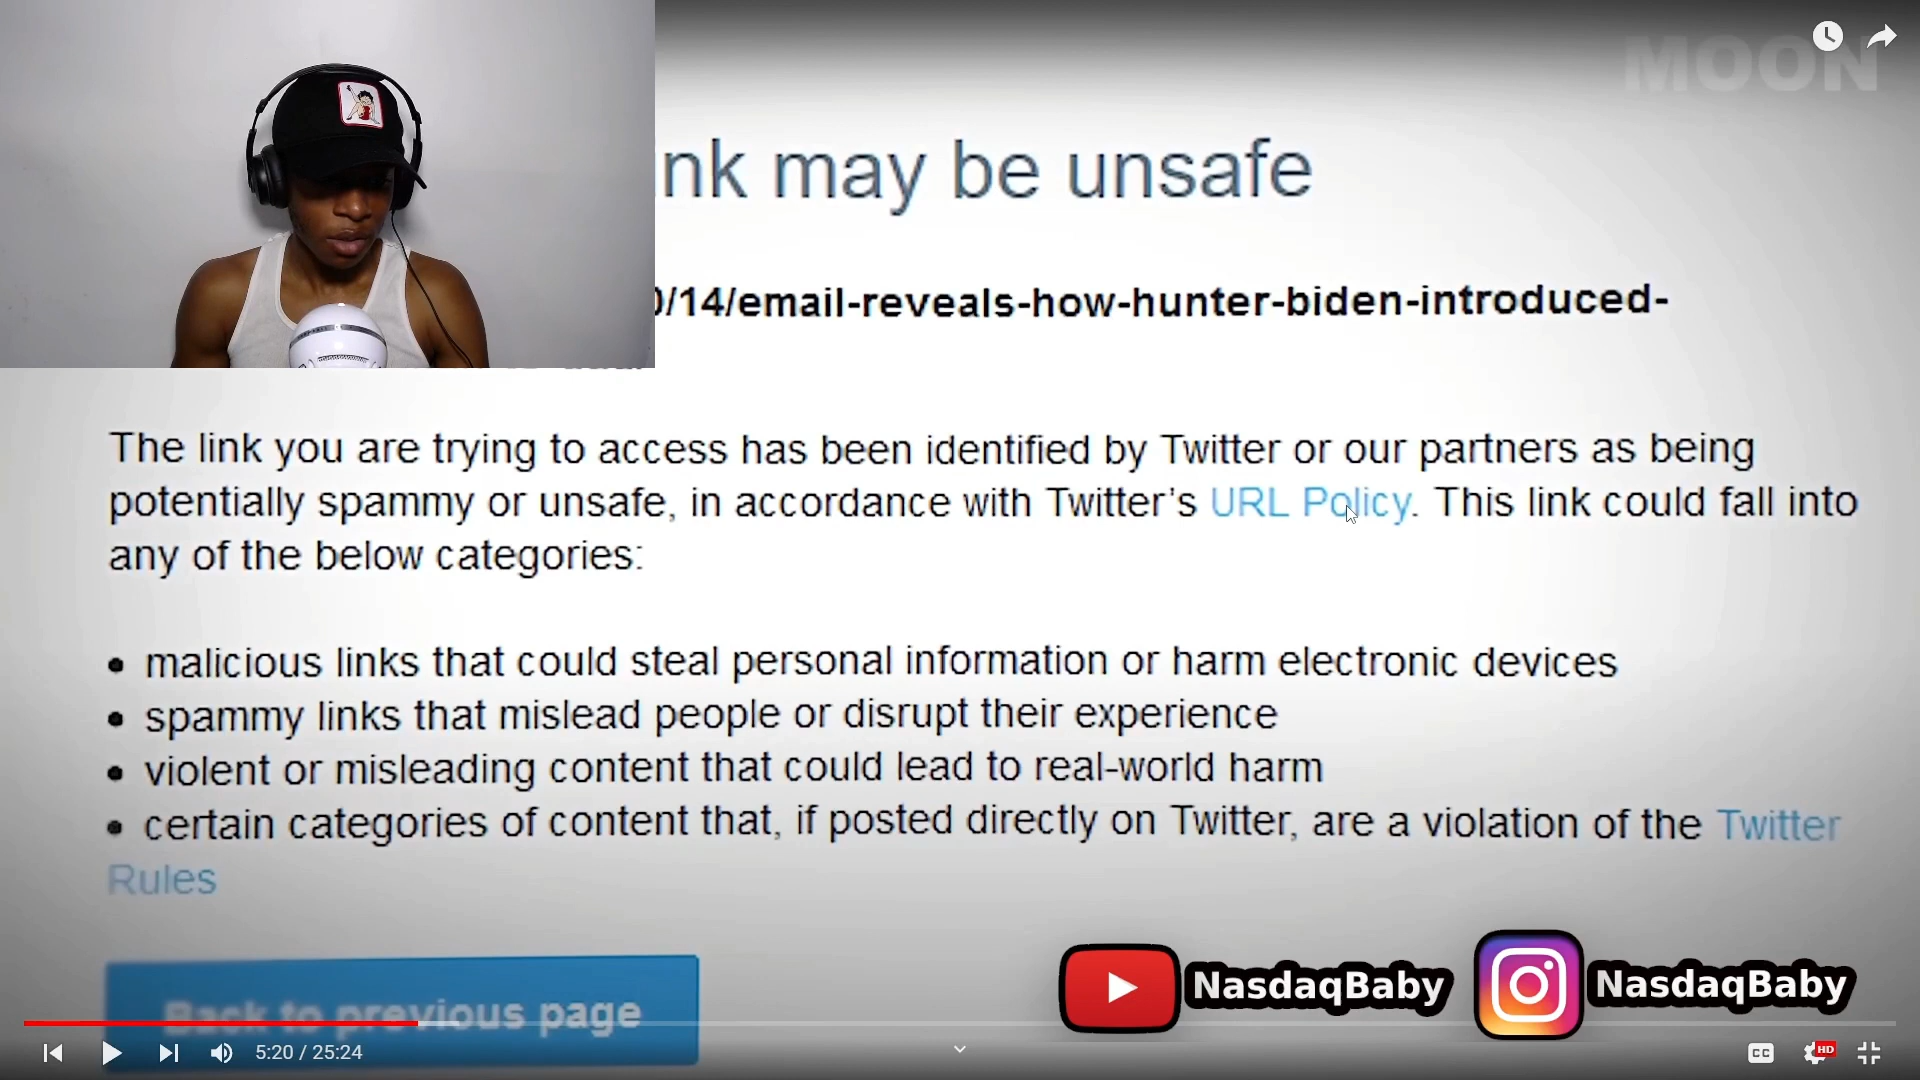 MOON
nk may be unsafe
0/14/email-reveals-how-hunter-biden-introduced-
The link you are trying to access has been identified by Twitter or our partners as being
potentially spammy or unsafe, in accordance with Twitter's URL Policy. This link could fall into
any of the below categories:
• malicious links that could steal personal information or harm electronic devices
• spammy links that mislead people or disrupt their experience
• violent or misleading content that could lead to real-world harm
• certain categories of content that, if posted directly on Twitter, are a violation of the Twitter
Rules
Back to previous page
NasdaqBaby
NasdaqBaby
5:20 / 25:24
CC
HD